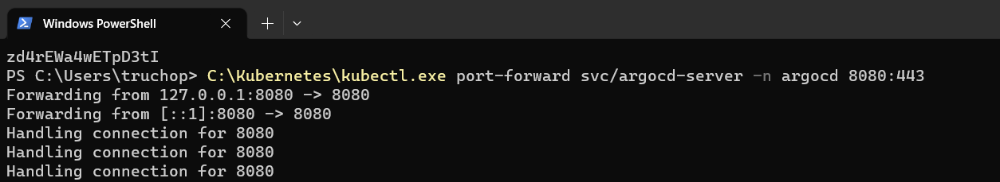 Windows PowerShell
zd4rEWa4wETpD3tI
PS C:\Users\truchop> C:\Kubernetes\kubectl.exe port-forward svc/argocd-server -n argocd 8080:443
Forwarding from 127.0.0.1:8080 -> 8080
Forwarding from [::1]:8080 -> 8080
Handling connection for 8080
Handling connection for 8080
Handling connection for 8080